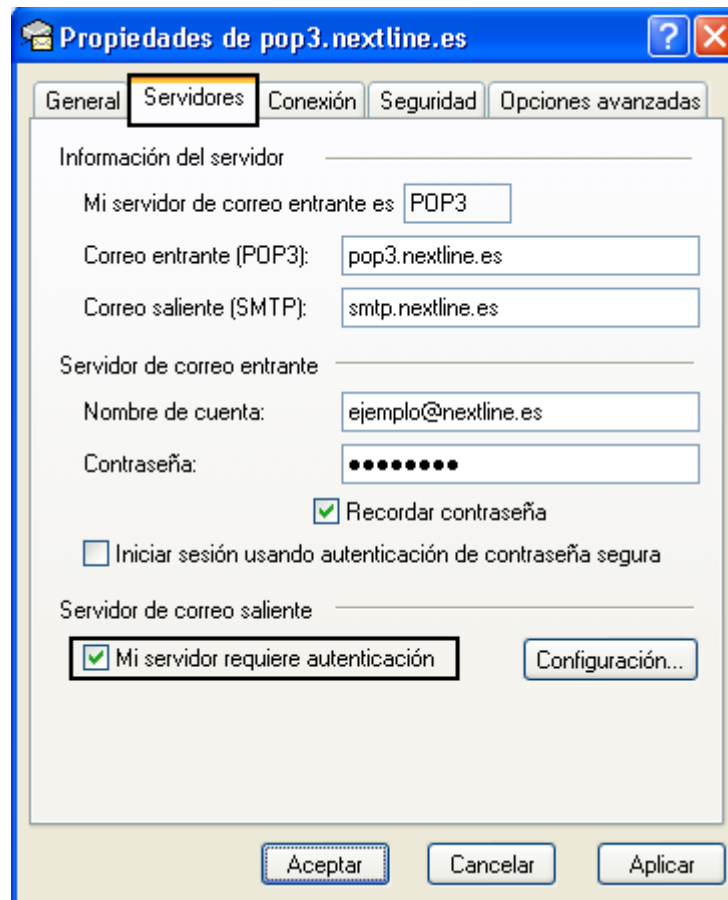 Propiedades de pop3.nextline.es
General Servidores Conexión Seguridad Opciones avanzadas
Información del servidor
Mi servidor de correo entrante es POP3
Correo entrante (POP3): pop3.nextline.es
Correo saliente (SMTP): smtp.nextline.es
Servidor de correo entrante
Nombre de cuenta: ejemplo@nextline.es
Contraseña: ●●●●●●●●
Recordar contraseña
Iniciar sesión usando autenticación de contraseña segura
Servidor de correo saliente
Mi servidor requiere autenticación Configuración...
Aceptar Cancelar Aplicar